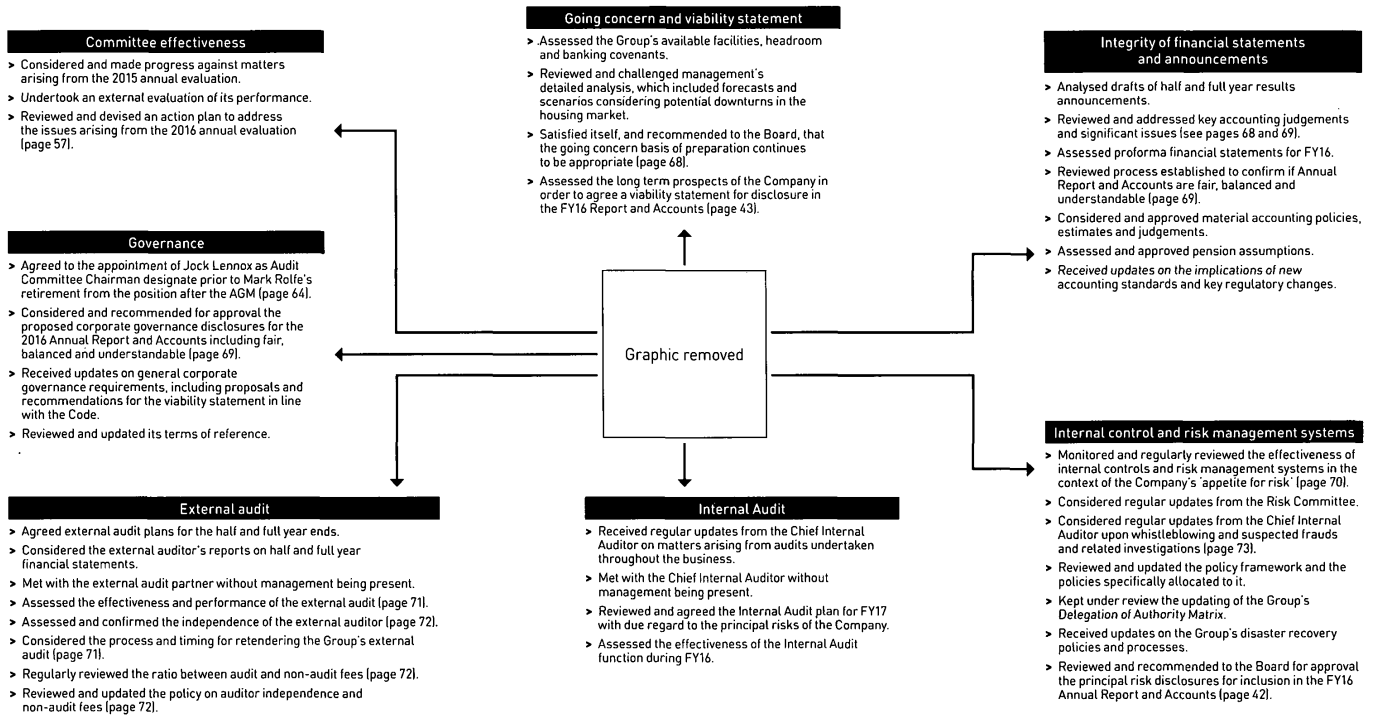 Committee effectiveness
> Considered and made progress against matters
arising from the 2015 annual evaluation.
> Undertook an external evaluation of its performance.
> Reviewed and devised an action plan to address
the issues arising from the 2016 annual evaluation
(page 57).
Governance
> Agreed to the appointment of Jock Lennox as Audit
Committee Chairman designate prior to Mark Rolfe's
retirement from the position after the AGM (page 64).
> Considered and recommended for approval the
proposed corporate governance disclosures for the
2016 Annual Report and Accounts including fair,
balanced and understandable (page 69).
> Received updates on general corporate
governance requirements, including proposals and
recommendations for the viability statement in line
with the Code.
> Reviewed and updated its terms of reference.
External audit
> Agreed external audit plans for the half and full year ends.
> Considered the external auditor's reports on half and full year
financial statements.
> Met with the external audit partner without management being present.
> Assessed the effectiveness and performance of the external audit (page 71).
> Assessed and confirmed the independence of the external auditor (page 72).
> Considered the process and timing for retendering the Group's external
audit (page 71).
> Regularly reviewed the ratio between audit and non-audit fees (page 72).
> Reviewed and updated the policy on auditor independence and
non-audit fees (page 72).
Going concern and viability statement
> Assessed the Group's available facilities, headroom
and banking covenants.
> Reviewed and challenged management's
detailed analysis, which included forecasts and
scenarios considering potential downturns in the
housing market.
> Satisfied itself, and recommended to the Board, that
the going concern basis of preparation continues
to be appropriate (page 68).
> Assessed the long term prospects of the Company in
order to agree a viability statement for disclosure in
the FY16 Report and Accounts (page 43).
Graphic removed
Internal Audit
> Received regular updates from the Chief Internal
Auditor on matters arising from audits undertaken
throughout the business.
> Met with the Chief Internal Auditor without
management being present.
> Reviewed and agreed the Internal Audit plan for FY17
with due regard to the principal risks of the Company.
> Assessed the effectiveness of the Internal Audit
function during FY16.
Integrity of financial statements
and announcements
> Analysed drafts of half and full year results
announcements.
> Reviewed and addressed key accounting judgements
and significant issues (see pages 68 and 69).
> Assessed proforma financial statements for FY16.
> Reviewed process established to confirm if Annual
Report and Accounts are fair, balanced and
understandable (page 69).
> Considered and approved material accounting policies,
estimates and judgements.
> Assessed and approved pension assumptions.
> Received updates on the implications of new
accounting standards and key regulatory changes.
Internal control and risk management systems
> Monitored and regularly reviewed the effectiveness of
internal controls and risk management systems in the
context of the Company's 'appetite for risk' (page 70).
> Considered regular updates from the Risk Committee.
> Considered regular updates from the Chief Internal
Auditor upon whistleblowing and suspected frauds
and related investigations (page 73).
> Reviewed and updated the policy framework and the
policies specifically allocated to it.
> Kept under review the updating of the Group's
Delegation of Authority Matrix.
> Received updates on the Group's disaster recovery
policies and processes.
> Reviewed and recommended to the Board for approval
the principal risk disclosures for inclusion in the FY16
Annual Report and Accounts (page 42).